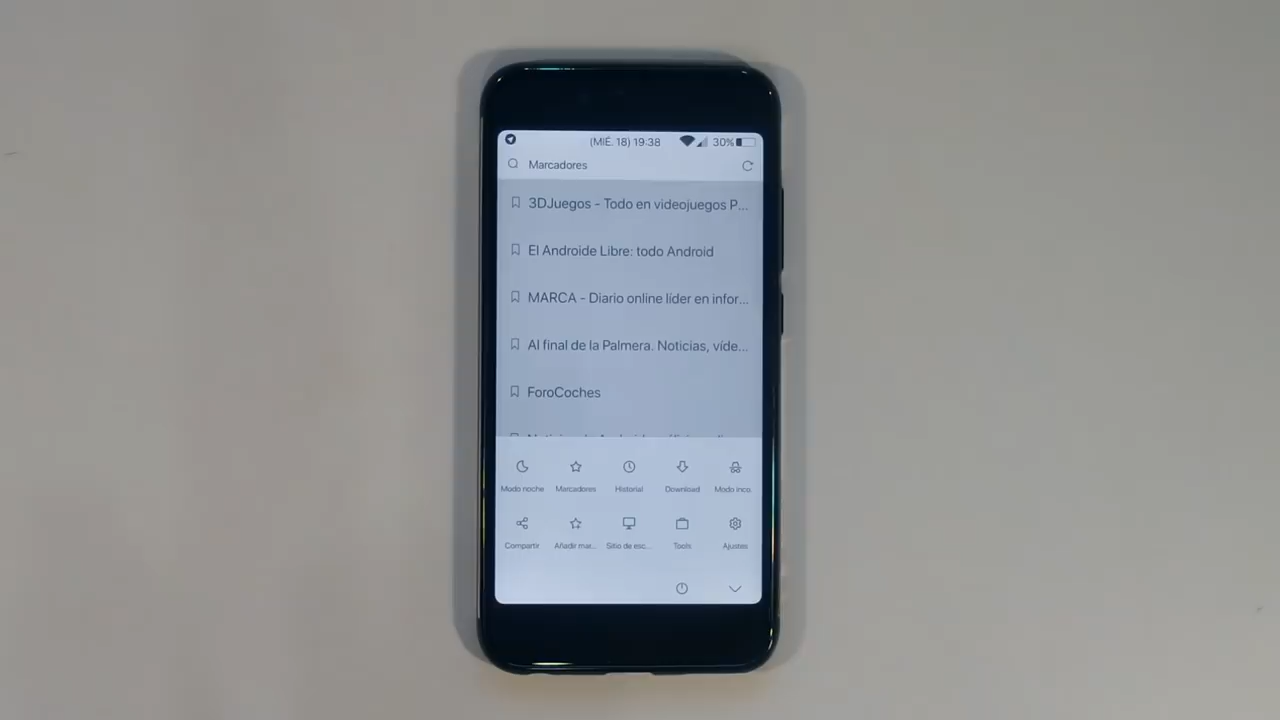 (MIÉ. 18) 19:38 30%
Marcadores
3DJuegos - Todo en videojuegos P...
El Androide Libre: todo Android
MARCA - Diario online líder en infor...
Al final de la Palmera. Noticias, víde...
ForoCoches
Modo noche Marcadores Historial Download Modo inco.
Compartir Añadir mar... Sitio de esc... Tools Ajustes